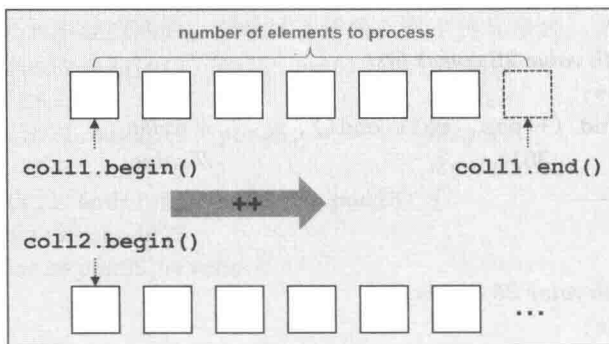 number of elements to process
coll1.begin()
coll1.end()
++
coll2.begin()
...